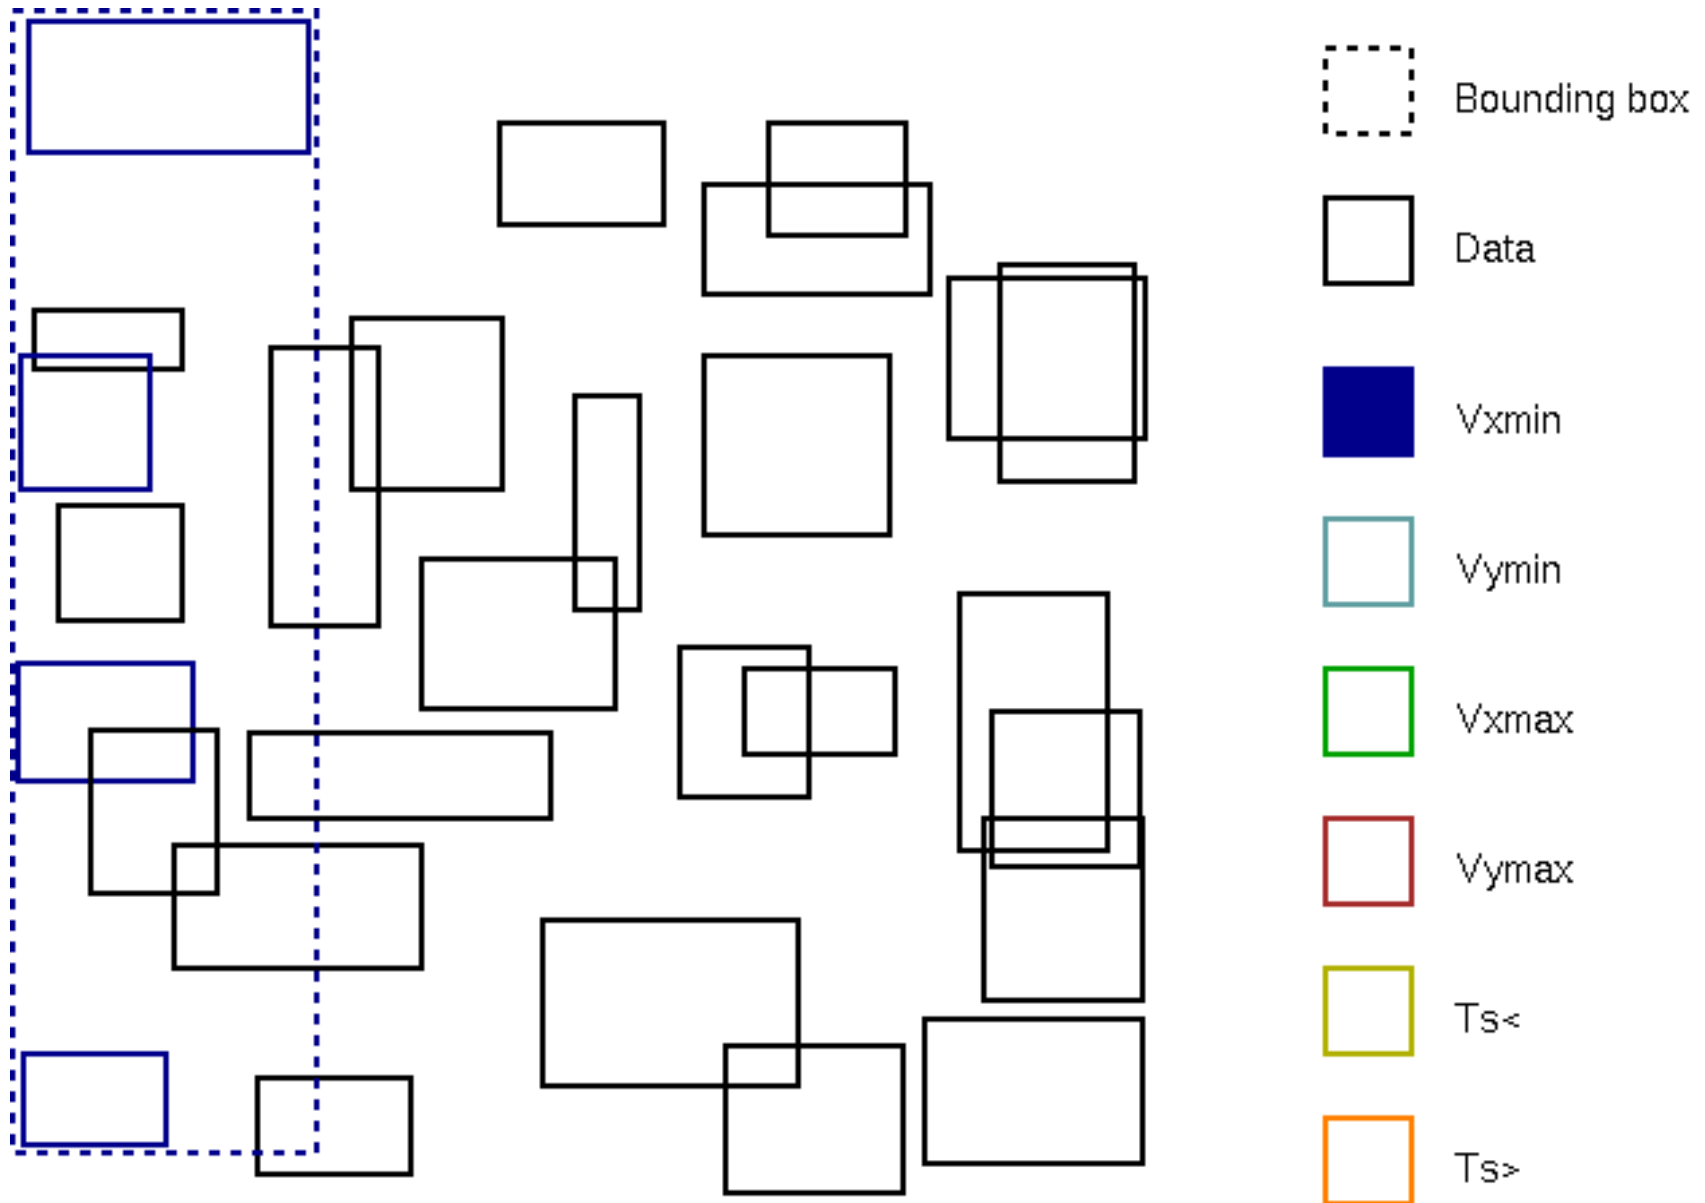 Bounding box
Data
Vxmin
Vymin
Vxmax
Vymax
Ts<
Ts>